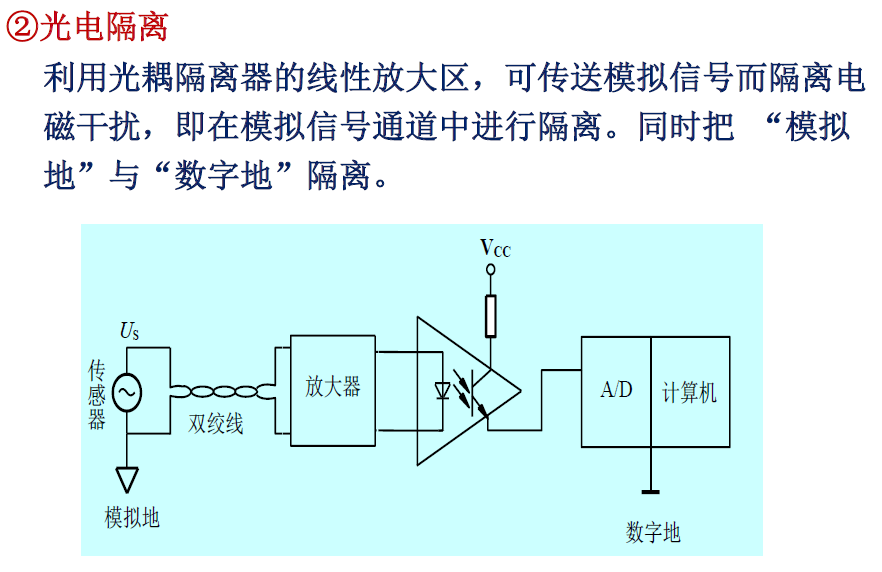 ②光电隔离
利用光耦隔离器的线性放大区，可传送模拟信号而隔离电
磁干扰，即在模拟信号通道中进行隔离。同时把 “模拟
地”与“数字地”隔离。
VCC
US
传感器
双绞线
放大器
A/D
计算机
模拟地
数字地